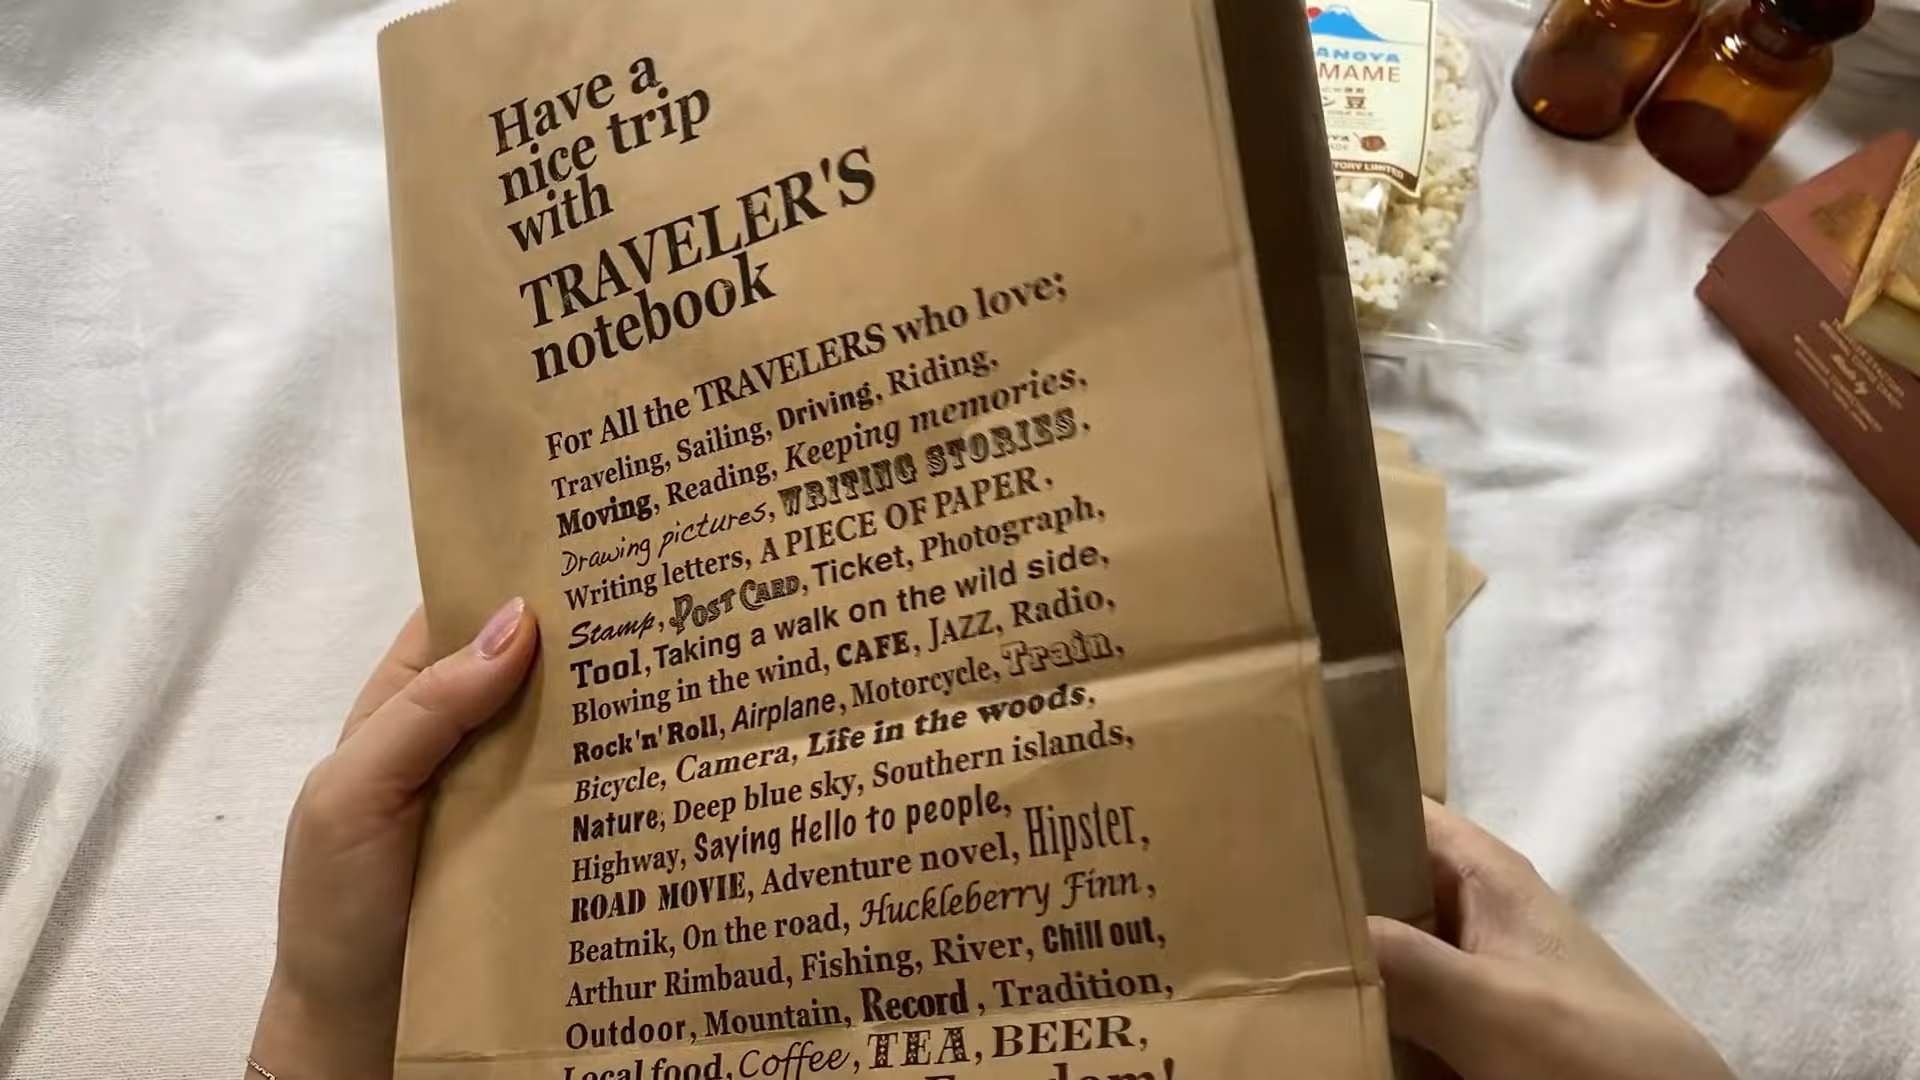 Have a
nice trip
with
TRAVELER'S
notebook
For All the TRAVELERS who love;
Traveling, Sailing, Driving, Riding,
Moving, Reading, Keeping memories,
Drawing pictures, WRITING STORIES,
Writing letters, A PIECE OF PAPER,
Stamp, POST CARD, Ticket, Photograph,
Tool, Taking a walk on the wild side,
Blowing in the wind, CAFE, JAZZ, Radio,
Rock'n'Roll, Airplane, Motorcycle, Train,
Bicycle, Camera, Life in the woods,
Nature, Deep blue sky, Southern islands,
Highway, Saying Hello to people,
ROAD MOVIE, Adventure novel, Hipster,
Beatnik, On the road, Huckleberry Finn,
Arthur Rimbaud, Fishing, River, Chill out,
Outdoor, Mountain, Record, Tradition,
Local food, Coffee, TEA, BEER,
ANOYA
MAME
豆
TORY LIMITED